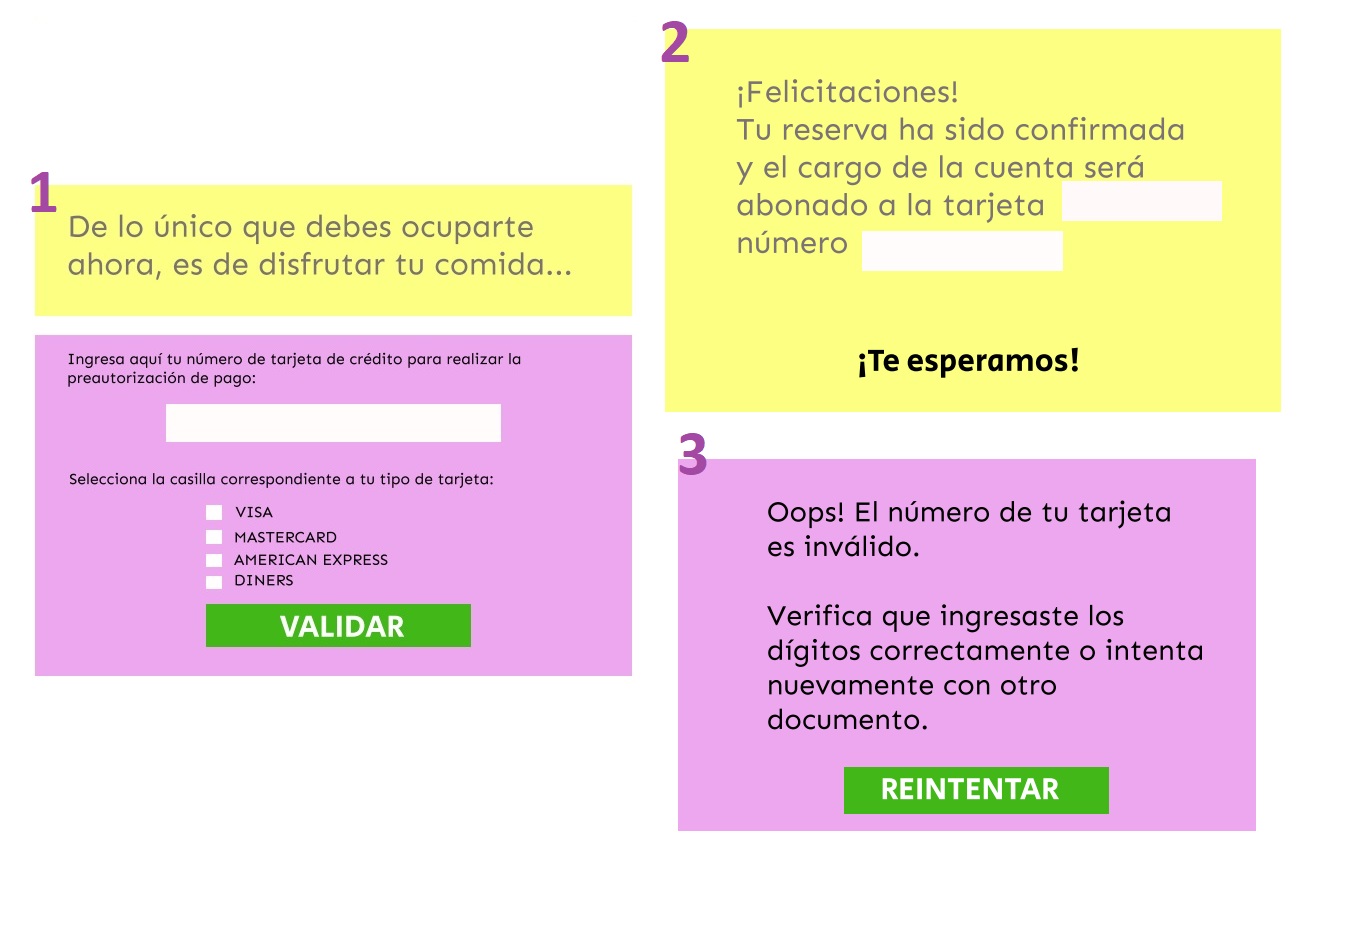 1
De lo único que debes ocuparte
ahora, es de disfrutar tu comida...
Ingresa aquí tu número de tarjeta de crédito para realizar la
preautorización de pago:
Selecciona la casilla correspondiente a tu tipo de tarjeta:
VISA
MASTERCARD
AMERICAN EXPRESS
DINERS
VALIDAR
2
¡Felicitaciones!
Tu reserva ha sido confirmada
y el cargo de la cuenta será
abonado a la tarjeta
número
¡Te esperamos!
3
Oops! El número de tu tarjeta
es inválido.
Verifica que ingresaste los
dígitos correctamente o intenta
nuevamente con otro
documento.
REINTENTAR